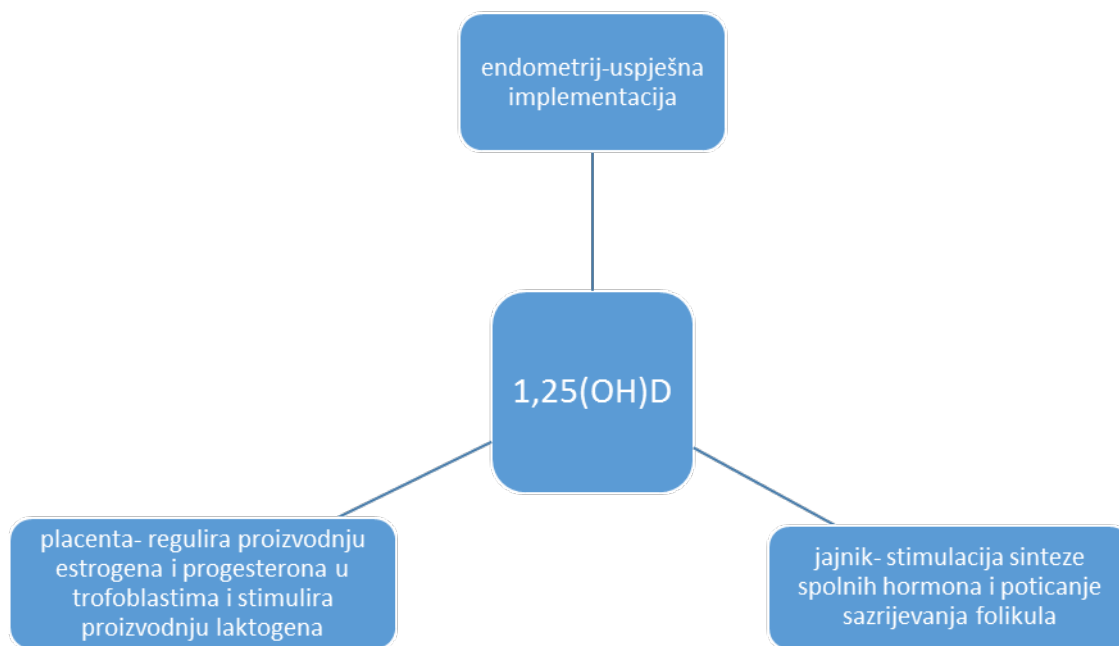 endometrij-uspješna
implementacija
1,25(OH)D
placenta- regulira proizvodnju
estrogena i progesterona u
trofoblastima i stimulira
proizvodnju laktogena
jajnik- stimulacija sinteze
spolnih hormona i poticanje
sazrijevanja folikula